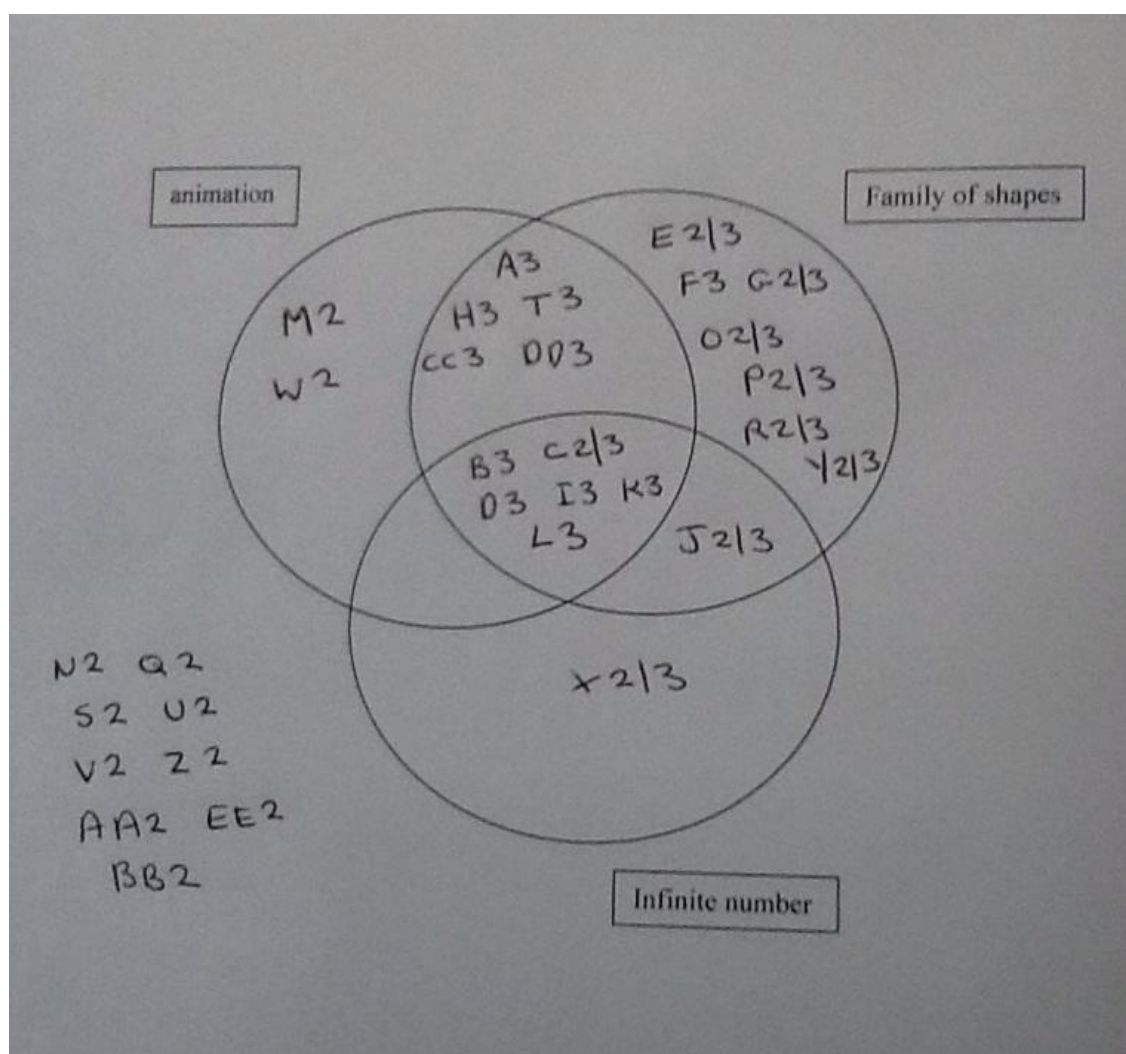 animation
Family of shapes
E 2/3
A3
F3 G2/3
M2
H3 T3
O2/3
CC3 DD3
W2
P2/3
R2/3
B3 C2/3
Y2/3
D3 I3 K3
L3
J2/3
N2 Q2
X2/3
S2 U2
V2 Z2
AA2 EE2
BB2
Infinite number